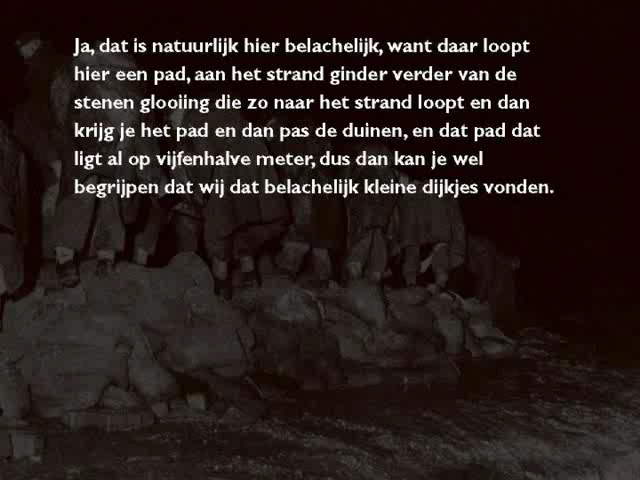 Ja, dat is natuurlijk hier belachelijk, want daar loopt
hier een pad, aan het strand ginder verder van de
stenen glooiing die zo naar het strand loopt en dan
krijg je het pad en dan pas de duinen, en dat pad dat
ligt al op vijfenhalve meter, dus dan kan je wel
begrijpen dat wij dat belachelijk kleine dijkjes vonden.